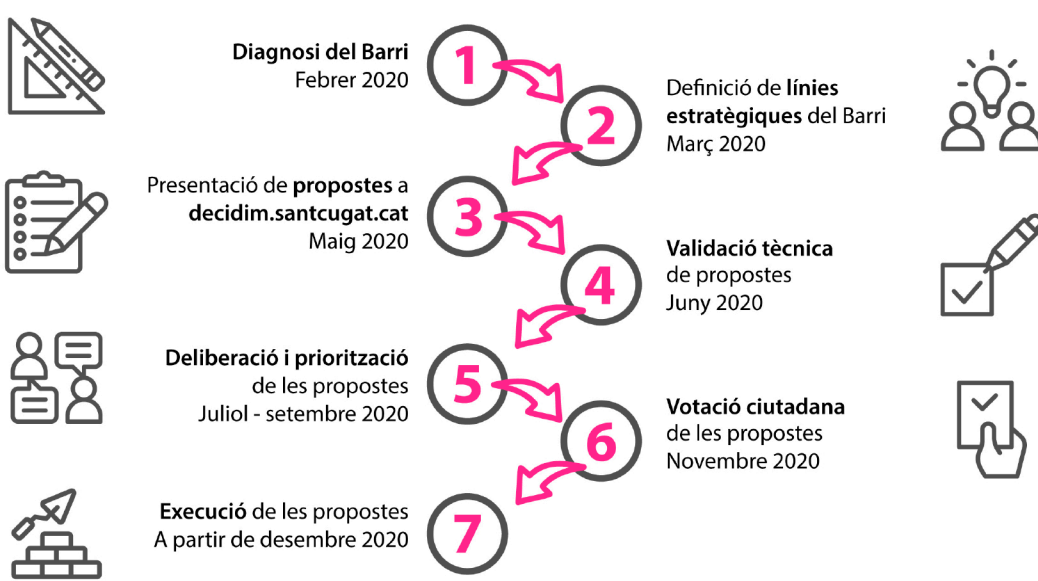 1
Diagnosi del Barri
Febrer 2020
2
Definició de línies
estratègiques del Barri
Març 2020
3
Presentació de propostes a
decidim.santcugat.cat
Maig 2020
4
Validació tècnica
de propostes
Juny 2020
5
Deliberació i priorització
de les propostes
Juliol - setembre 2020
6
Votació ciutadana
de les propostes
Novembre 2020
7
Execució de les propostes
A partir de desembre 2020